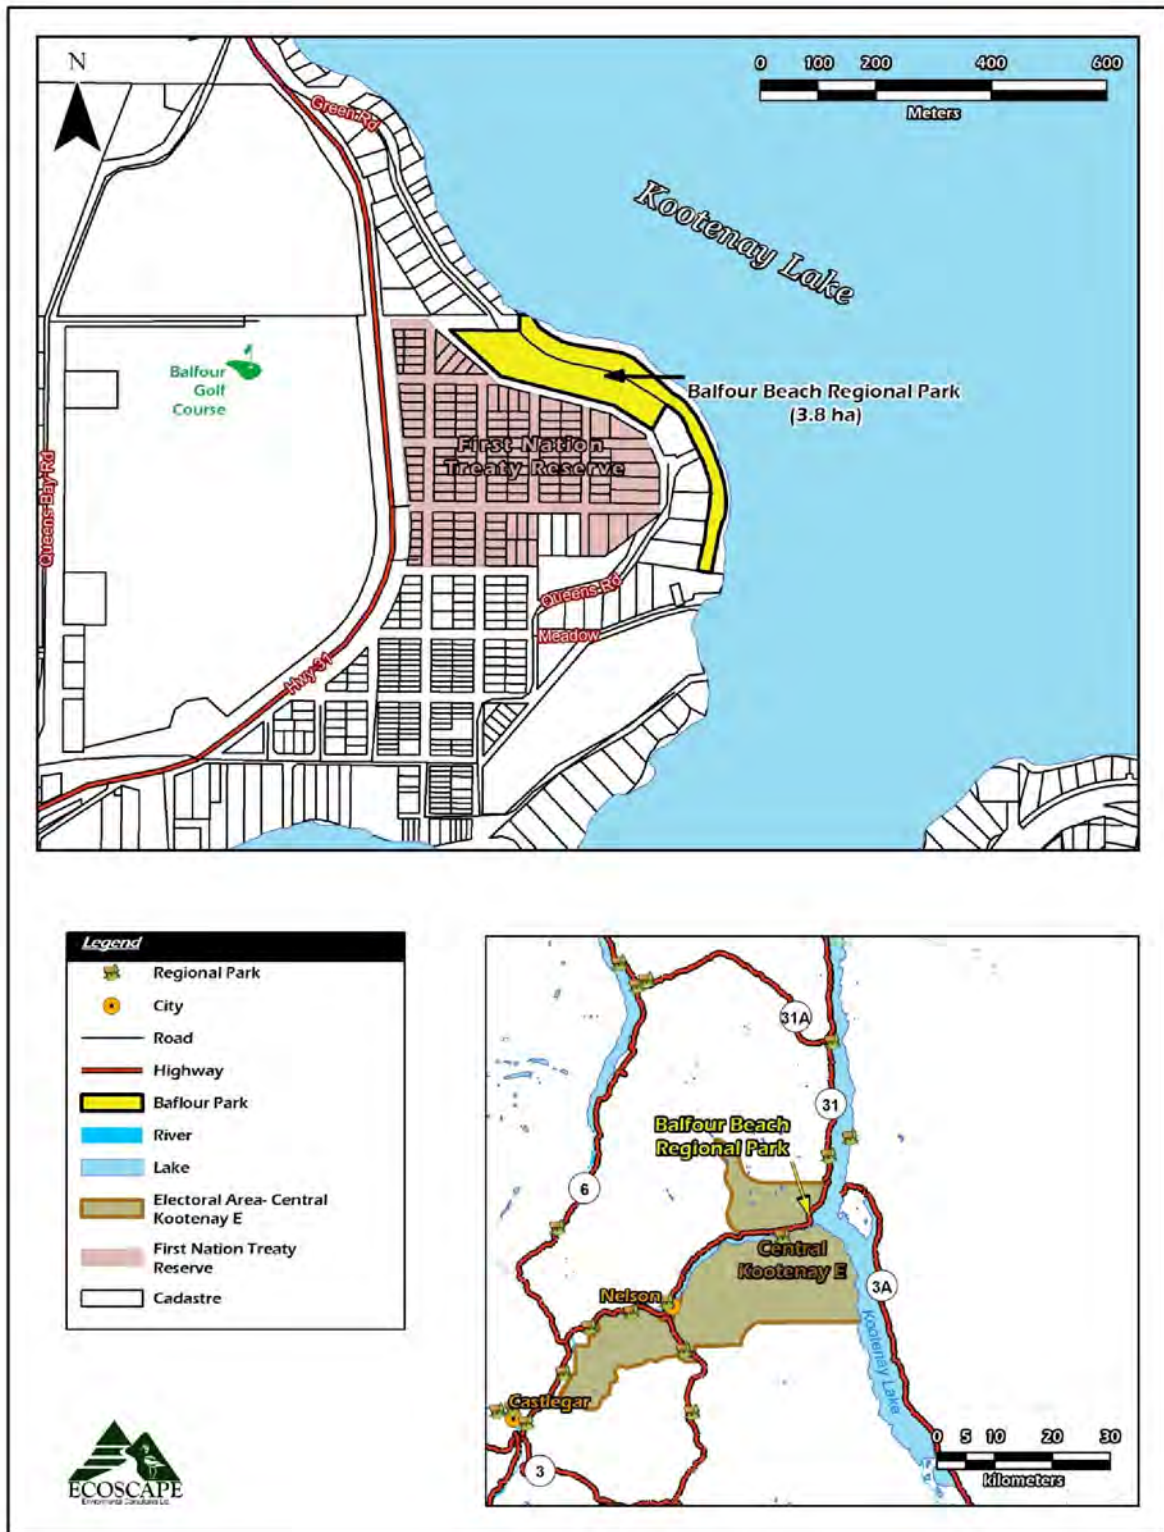 N
0 100 200 400 600
Meters
Green Rd
Kootenay Lake
Balfour
Golf
Course
Balfour Beach Regional Park
(3.8 ha)
First Nation
Treaty Reserve
Queens Bay Rd
Queens Rd
Meadow
Hwy 31
Legend
Regional Park
City
Road
Highway
Baflour Park
River
Lake
Electoral Area- Central
Kootenay E
First Nation Treaty
Reserve
Cadastre
31A
31
Balfour Beach
Regional Park
6
Central
Kootenay E
3A
Nelson
Kootenay Lake
Castlegar
3
0 5 10 20 30
kilometers
ECOSCAPE
Environmental Consultants Ltd.